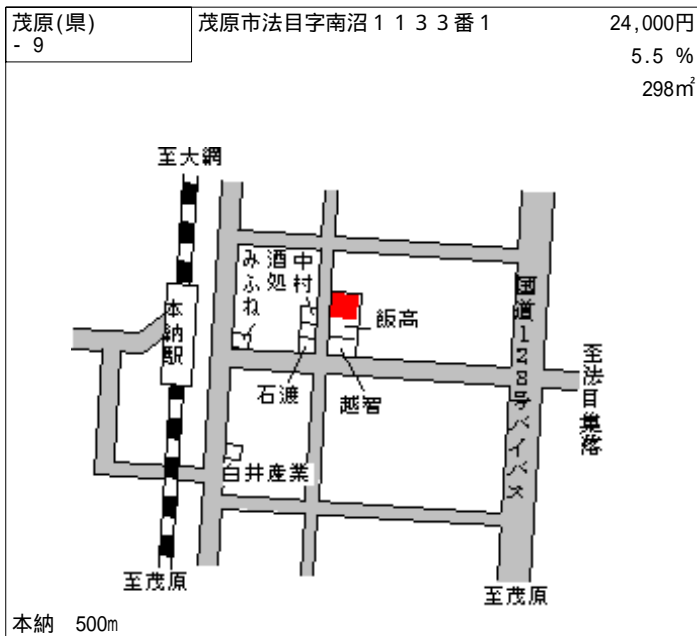 茂原(県)
- 9
茂原市法目字南沼１１３３番１
24,000円
5.5 %
298㎡
至大網
みふね
酒処
中村
飯高
本納駅
国道128号バイパス
至法目集落
石渡
越智
白井産業
至茂原
至茂原
本納 500m